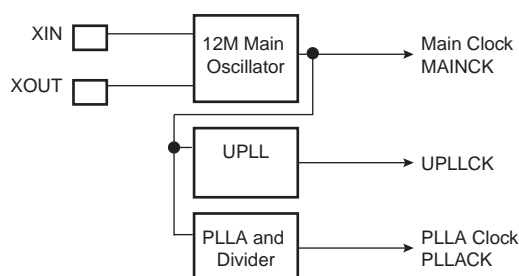 XIN
XOUT
12M Main
Oscillator
Main Clock
MAINCK
UPLL
UPLLCK
PLLA and
Divider
PLLA Clock
PLLACK